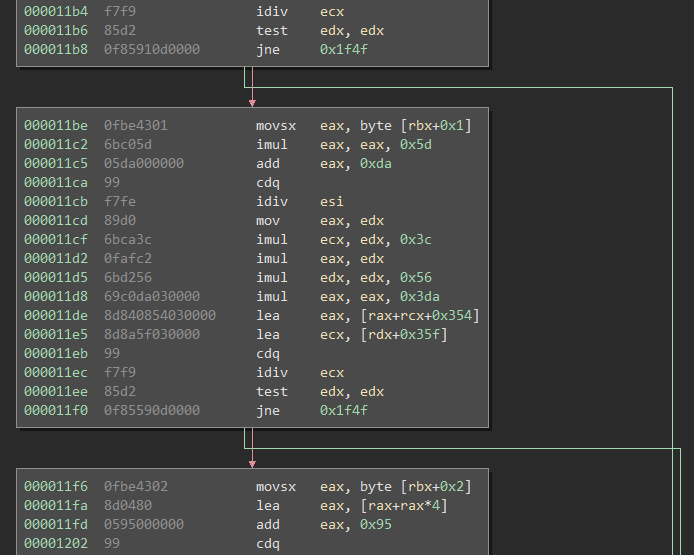 000011b4 f7f9 idiv ecx
000011b6 85d2 test edx, edx
000011b8 0f85910d0000 jne 0x1f4f
000011be 0fbe4301 movsx eax, byte [rbx+0x1]
000011c2 6bc05d imul eax, eax, 0x5d
000011c5 05da000000 add eax, 0xda
000011ca 99 cdq
000011cb f7fe idiv esi
000011cd 89d0 mov eax, edx
000011cf 6bca3c imul ecx, edx, 0x3c
000011d2 0fafc2 imul eax, edx
000011d5 6bd256 imul edx, edx, 0x56
000011d8 69c0da030000 imul eax, eax, 0x3da
000011de 8d840854030000 lea eax, [rax+rcx+0x354]
000011e5 8d8a5f030000 lea ecx, [rdx+0x35f]
000011eb 99 cdq
000011ec f7f9 idiv ecx
000011ee 85d2 test edx, edx
000011f0 0f85590d0000 jne 0x1f4f
000011f6 0fbe4302 movsx eax, byte [rbx+0x2]
000011fa 8d0480 lea eax, [rax+rax*4]
000011fd 0595000000 add eax, 0x95
00001202 99 cdq